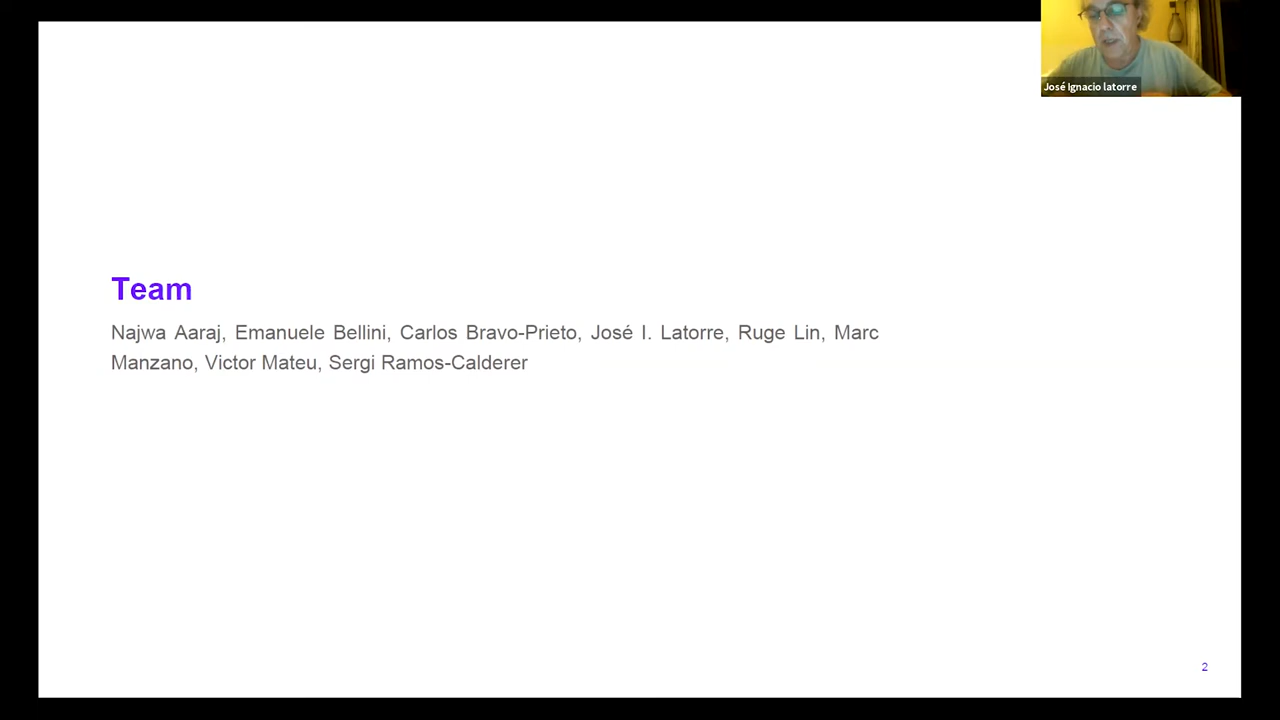 José Ignacio latorre
Team
Najwa Aaraj, Emanuele Bellini, Carlos Bravo-Prieto, José I. Latorre, Ruge Lin, Marc
Manzano, Victor Mateu, Sergi Ramos-Calderer
2